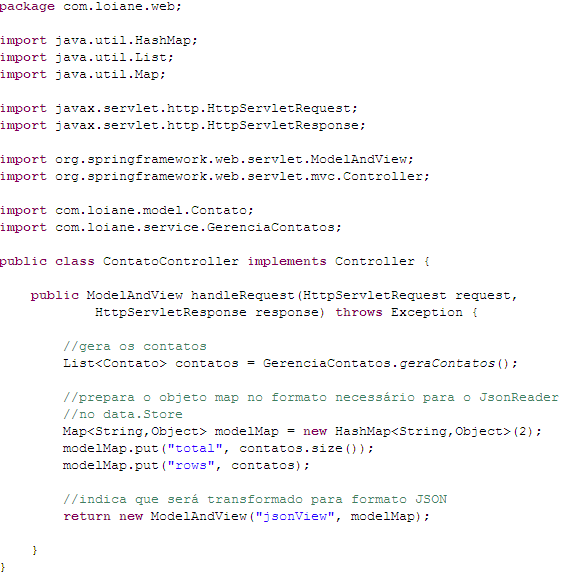 package com.loiane.web;
import java.util.HashMap;
import java.util.List;
import java.util.Map;
import javax.servlet.http.HttpServletRequest;
import javax.servlet.http.HttpServletResponse;
import org.springframework.web.servlet.ModelAndView;
import org.springframework.web.servlet.mvc.Controller;
import com.loiane.model.Contato;
import com.loiane.service.GerenciaContatos;
public class ContatoController implements Controller {
public ModelAndView handleRequest(HttpServletRequest request,
HttpServletResponse response) throws Exception {
//gera os contatos
List<Contato> contatos = GerenciaContatos.geraContatos();
//prepara o objeto map no formato necessário para o JsonReader
//no data.Store
Map<String,Object> modelMap = new HashMap<String,Object>(2);
modelMap.put("total", contatos.size());
modelMap.put("rows", contatos);
//indica que será transformado para formato JSON
return new ModelAndView("jsonView", modelMap);
}
}